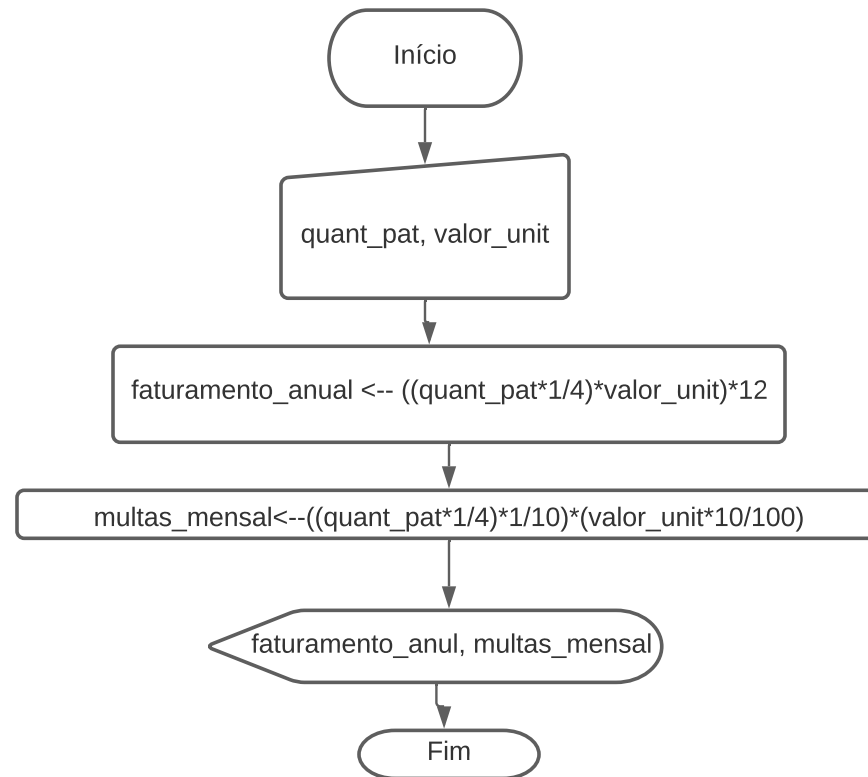 Início
quant_pat, valor_unit
faturamento_anual <-- ((quant_pat*1/4)*valor_unit)*12
multas_mensal<--((quant_pat*1/4)*1/10)*(valor_unit*10/100)
faturamento_anul, multas_mensal
Fim